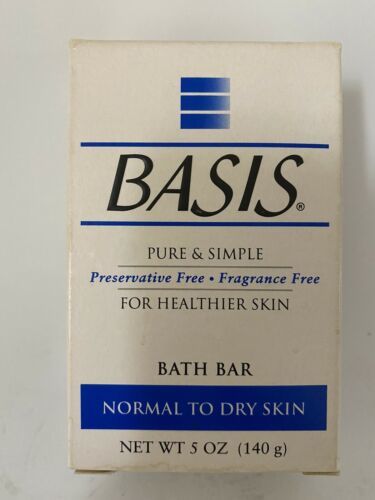 BASIS®
PURE & SIMPLE
Preservative Free • Fragrance Free
FOR HEALTHIER SKIN
BATH BAR
NORMAL TO DRY SKIN
NET WT 5 OZ (140 g)